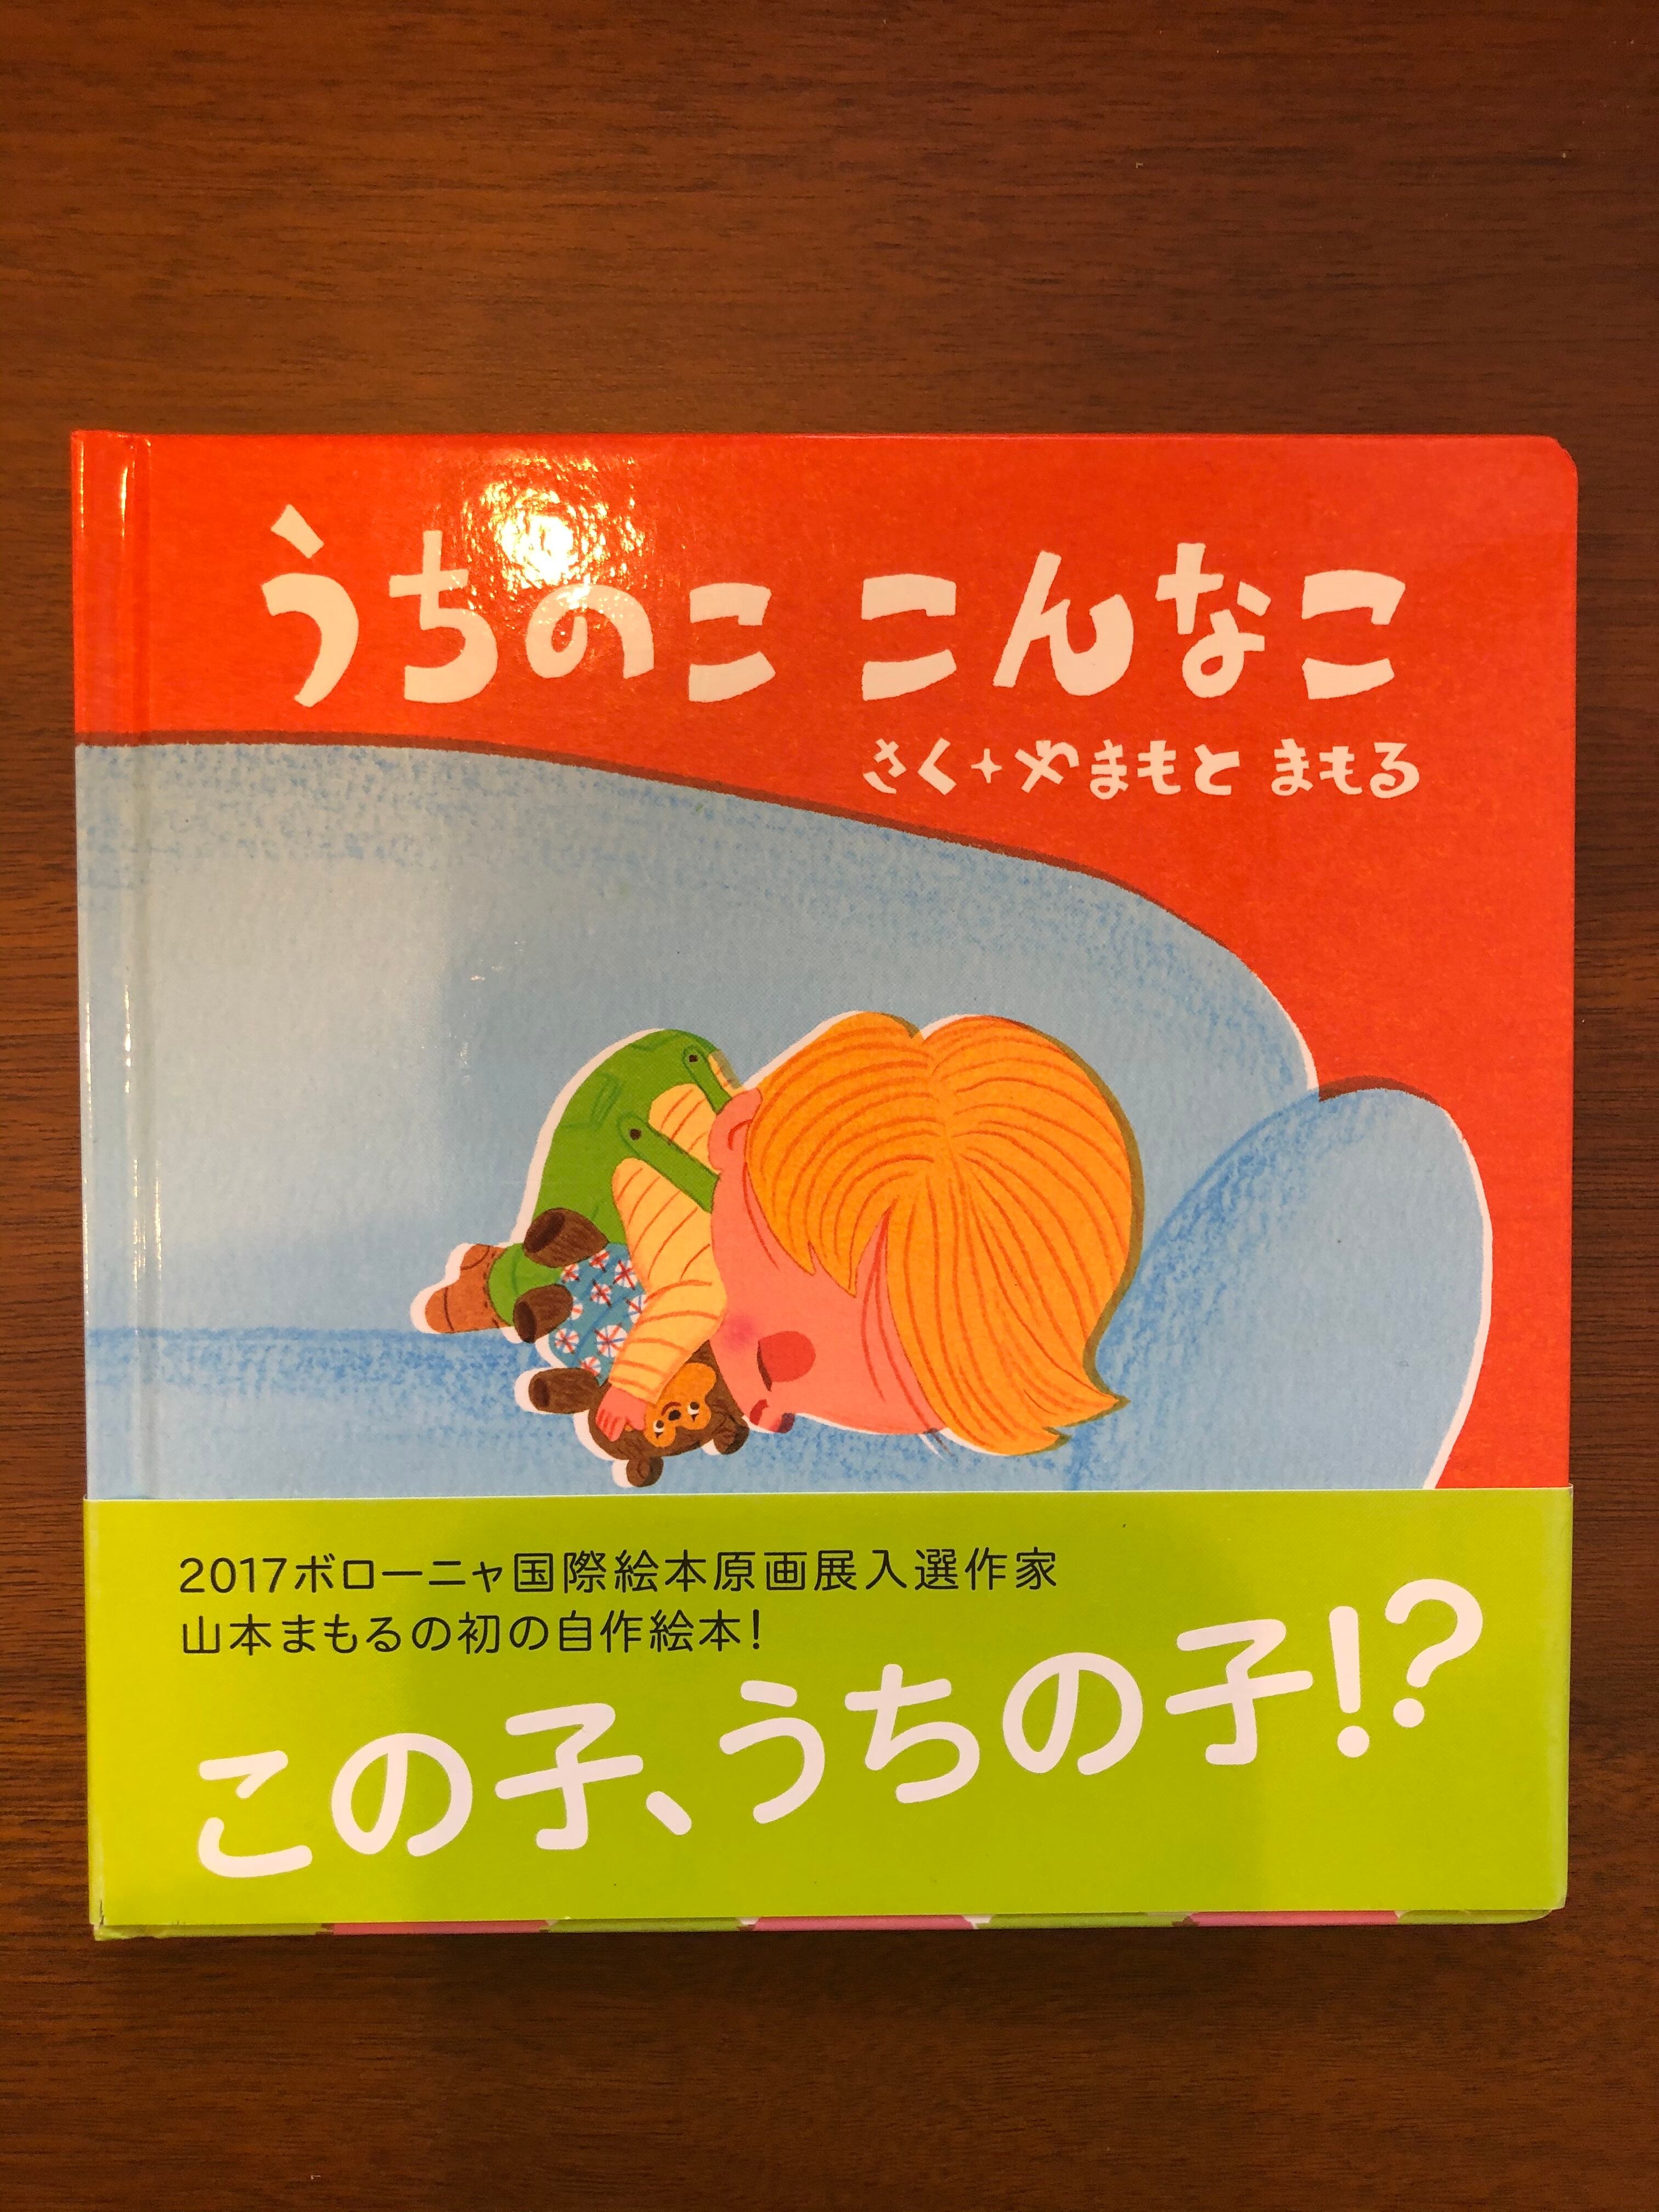 うちのこ こんなこ
さく+やまもと まもる
2017ボローニャ国際絵本原画展入選作家
山本まもるの初の自作絵本!
この子、うちの子!?